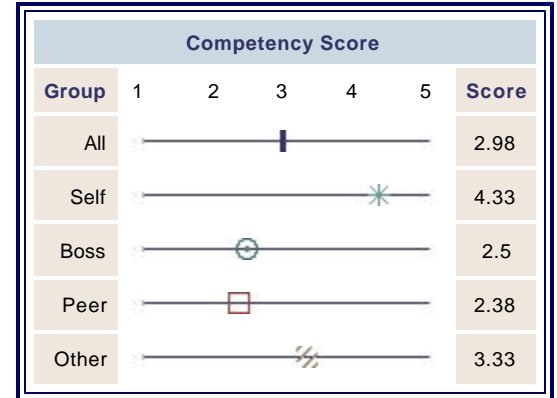 Competency Score
Group 1 2 3 4 5 Score
All 2.98
Self 4.33
Boss 2.5
Peer 2.38
Other 3.33